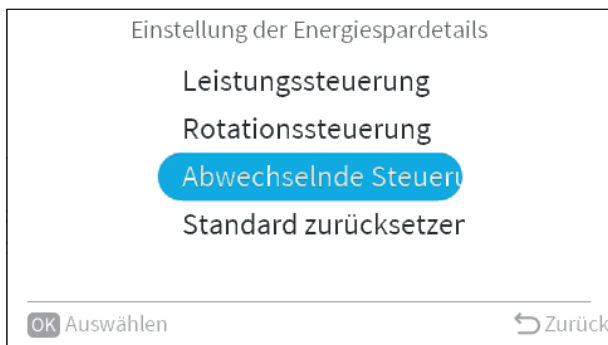 Einstellung der Energiespardetails
Leistungssteuerung
Rotationssteuerung
Abwechselnde Steueru
Standard zurücksetzer
OK Auswählen
Zurück